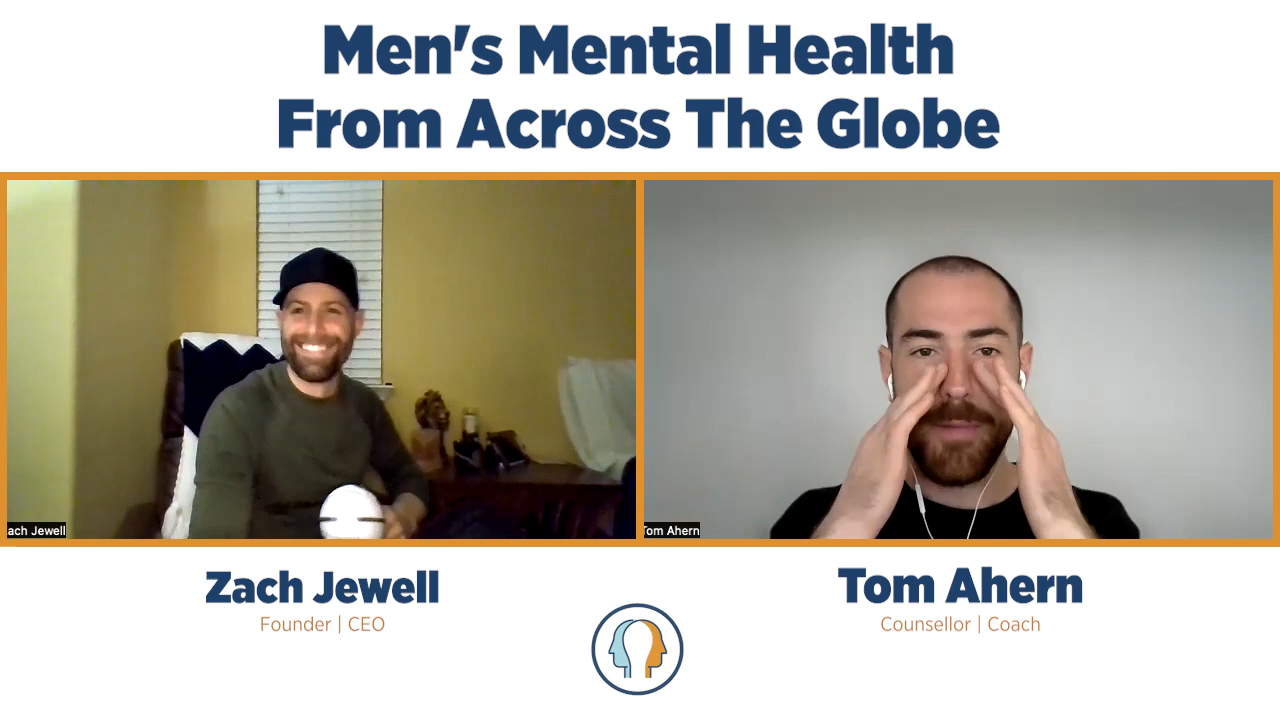 Men's Mental Health
From Across The Globe
ach Jewell
Tom Ahern
Zach Jewell
Founder | CEO
Tom Ahern
Counsellor | Coach